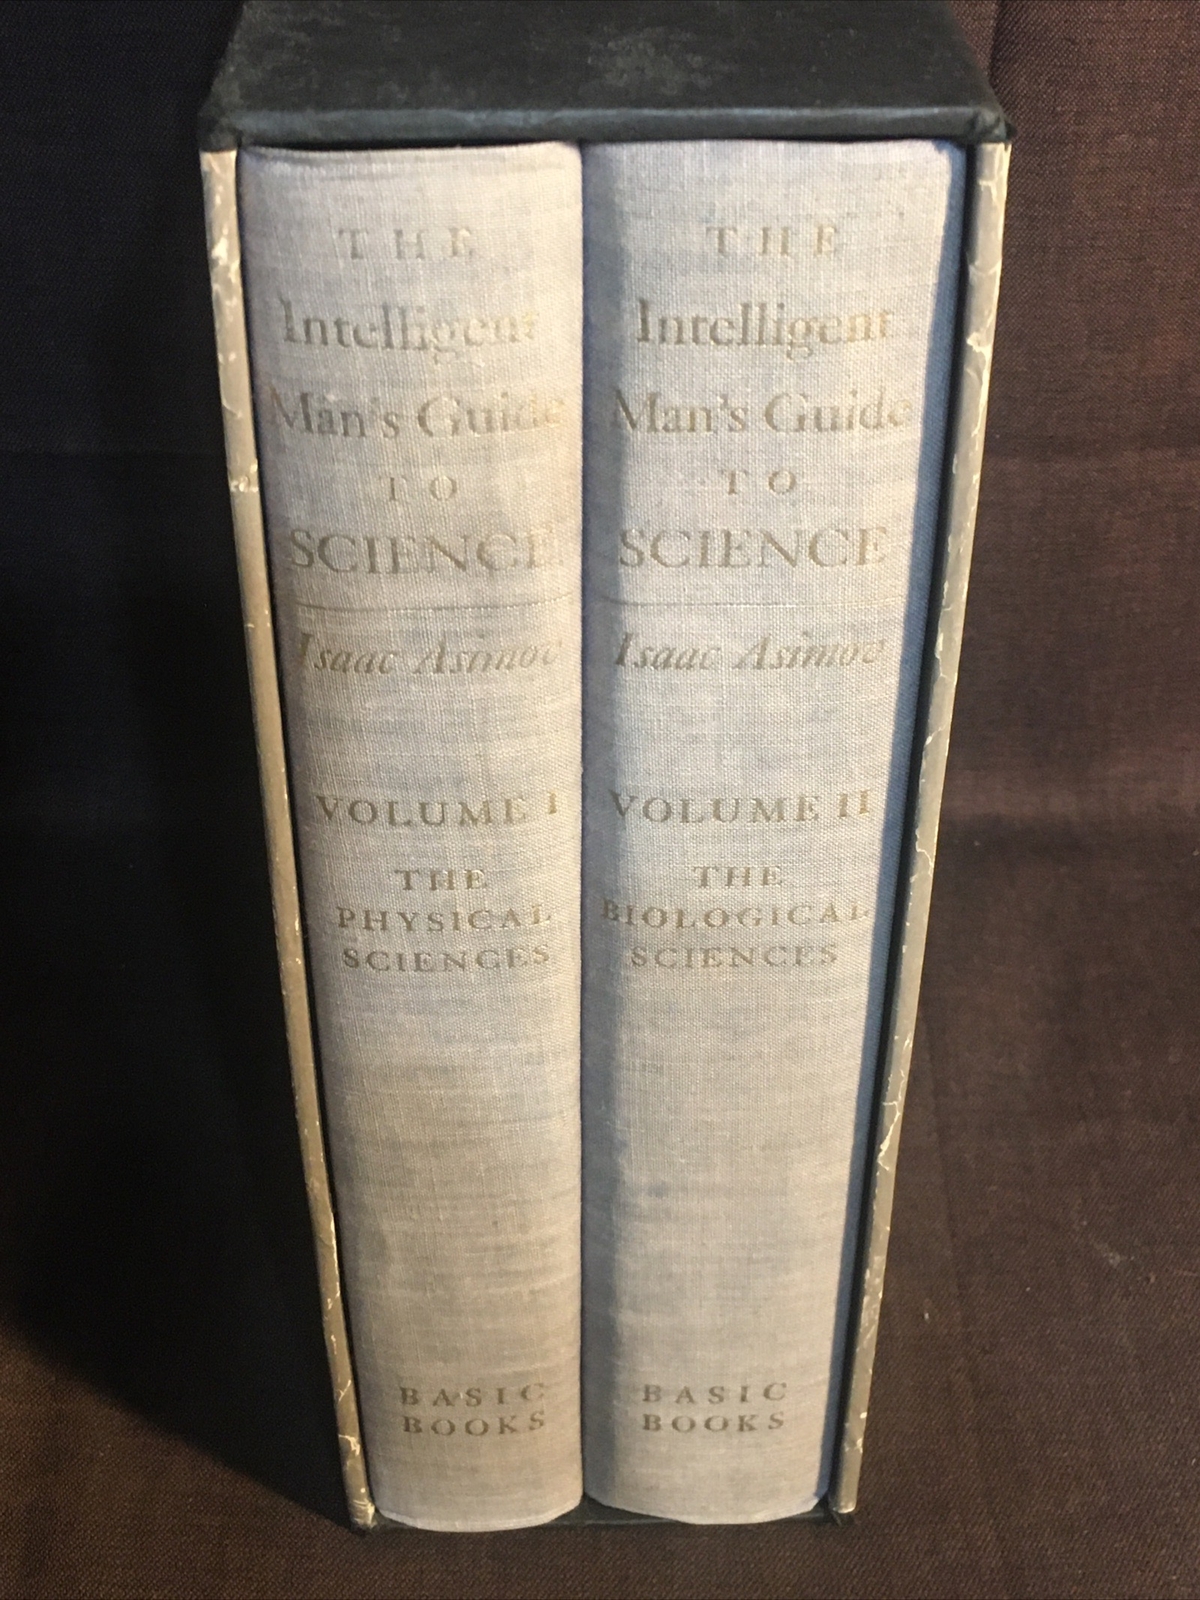 THE
Intelligent
Man's Guide
TO
SCIENCE
Isaac Asimov
VOLUME I
THE
PHYSICAL
SCIENCES
BASIC
BOOKS
THE
Intelligent
Man's Guide
TO
SCIENCE
Isaac Asimov
VOLUME II
THE
BIOLOGICAL
SCIENCES
BASIC
BOOKS